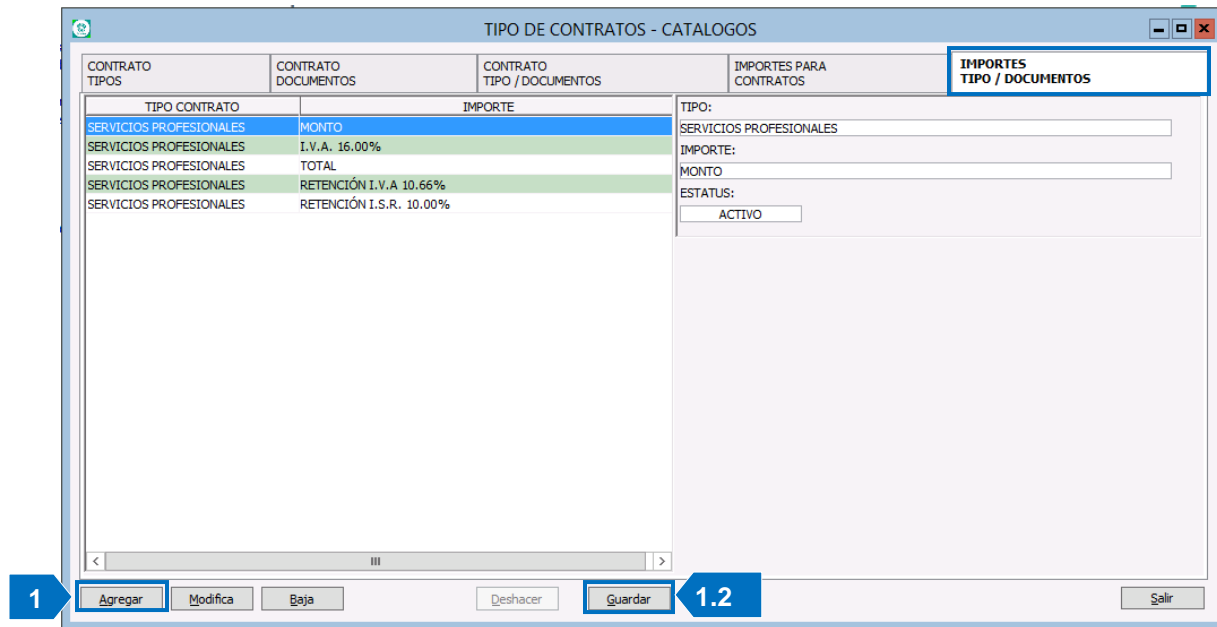 TIPO DE CONTRATOS - CATALOGOS
CONTRATO
TIPOS
CONTRATO
DOCUMENTOS
CONTRATO
TIPO / DOCUMENTOS
IMPORTES PARA
CONTRATOS
IMPORTES
TIPO / DOCUMENTOS
TIPO CONTRATO IMPORTE
SERVICIOS PROFESIONALES MONTO
SERVICIOS PROFESIONALES I.V.A. 16.00%
SERVICIOS PROFESIONALES TOTAL
SERVICIOS PROFESIONALES RETENCIÓN I.V.A 10.66%
SERVICIOS PROFESIONALES RETENCIÓN I.S.R. 10.00%
TIPO:
SERVICIOS PROFESIONALES
IMPORTE:
MONTO
ESTATUS:
ACTIVO
1 Agregar Modifica Baja Deshacer Guardar 1.2 Salir